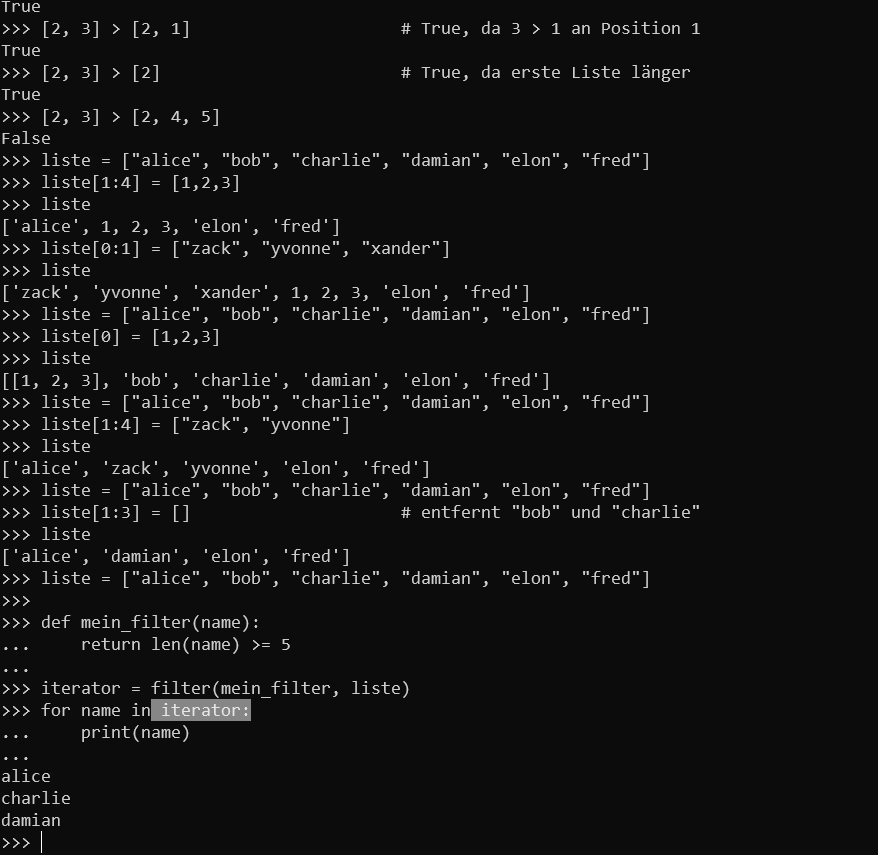 True
>>> [2, 3] > [2, 1]                     # True, da 3 > 1 an Position 1
True
>>> [2, 3] > [2]                        # True, da erste Liste länger
True
>>> [2, 3] > [2, 4, 5]
False
>>> liste = ["alice", "bob", "charlie", "damian", "elon", "fred"]
>>> liste[1:4] = [1,2,3]
>>> liste
['alice', 1, 2, 3, 'elon', 'fred']
>>> liste[0:1] = ["zack", "yvonne", "xander"]
>>> liste
['zack', 'yvonne', 'xander', 1, 2, 3, 'elon', 'fred']
>>> liste = ["alice", "bob", "charlie", "damian", "elon", "fred"]
>>> liste[0] = [1,2,3]
>>> liste
[[1, 2, 3], 'bob', 'charlie', 'damian', 'elon', 'fred']
>>> liste = ["alice", "bob", "charlie", "damian", "elon", "fred"]
>>> liste[1:4] = ["zack", "yvonne"]
>>> liste
['alice', 'zack', 'yvonne', 'elon', 'fred']
>>> liste = ["alice", "bob", "charlie", "damian", "elon", "fred"]
>>> liste[1:3] = []                     # entfernt "bob" und "charlie"
>>> liste
['alice', 'damian', 'elon', 'fred']
>>> liste = ["alice", "bob", "charlie", "damian", "elon", "fred"]
>>>
>>> def mein_filter(name):
...     return len(name) >= 5
...
>>> iterator = filter(mein_filter, liste)
>>> for name in iterator:
...     print(name)
...
alice
charlie
damian
>>>